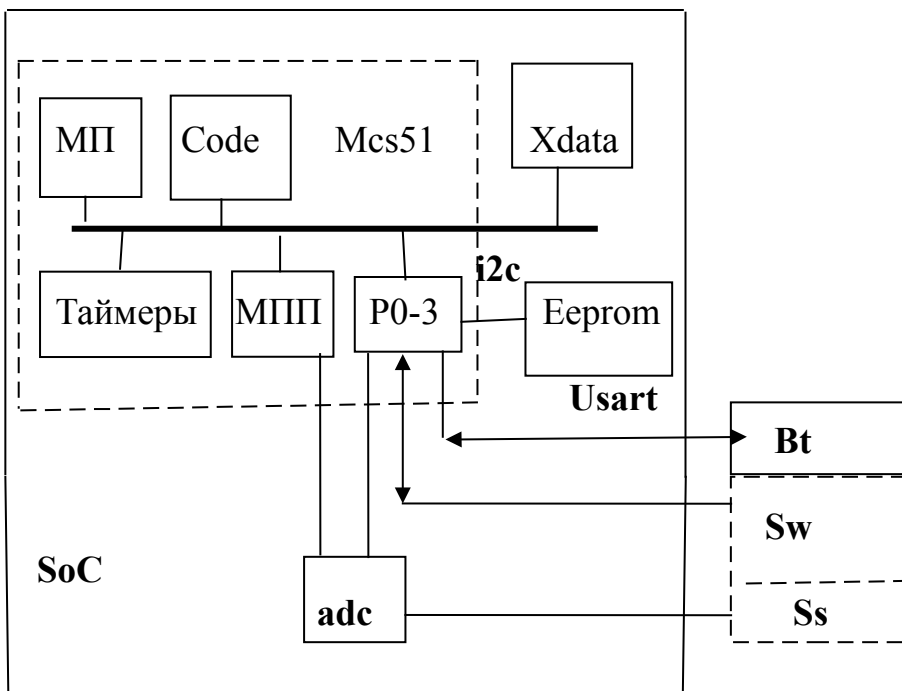 МП
Code
Mcs51
Xdata
i2c
Таймеры
МПП
P0-3
Eeprom
Usart
Bt
Sw
SoC
adc
Ss